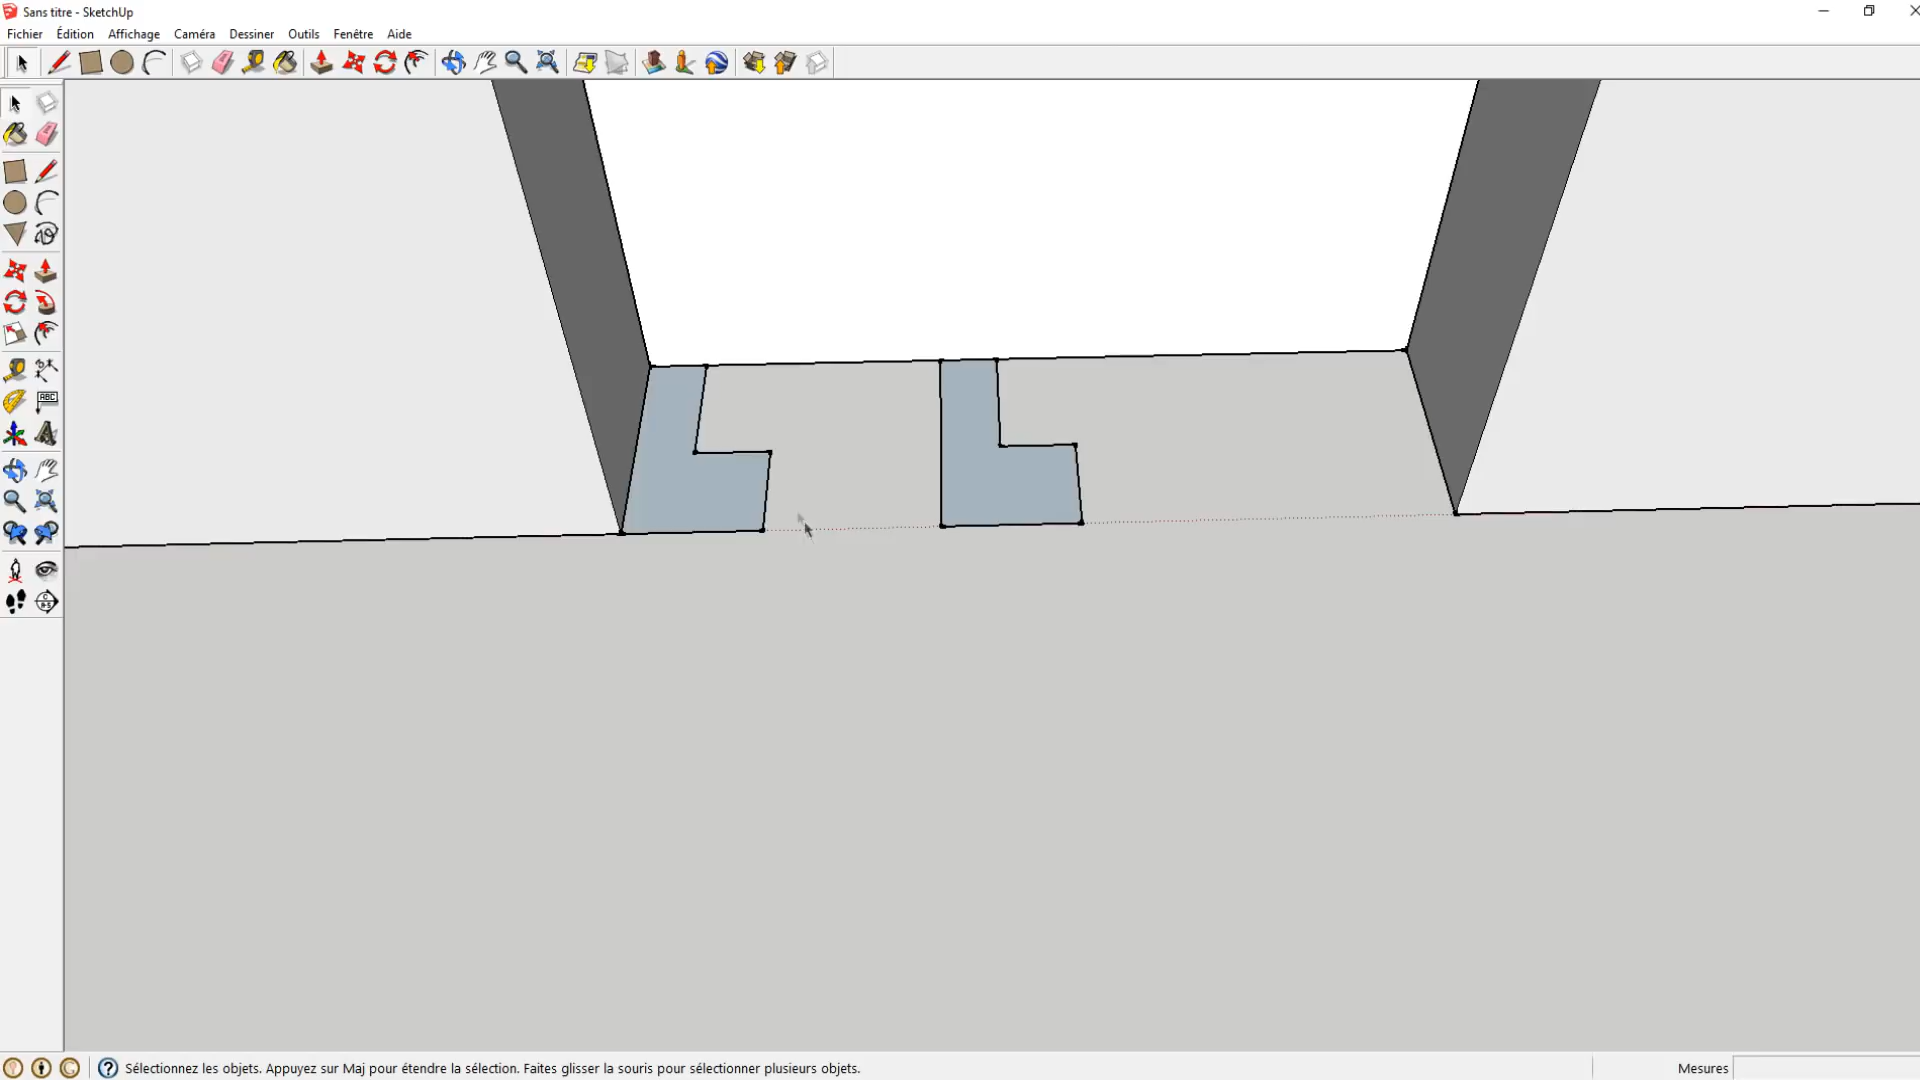 Sans titre - SketchUp
Fichier Édition Affichage Caméra Dessiner Outils Fenêtre Aide
ABC
Sélectionnez les objets. Appuyez sur Maj pour étendre la sélection. Faites glisser la souris pour sélectionner plusieurs objets.
Mesures